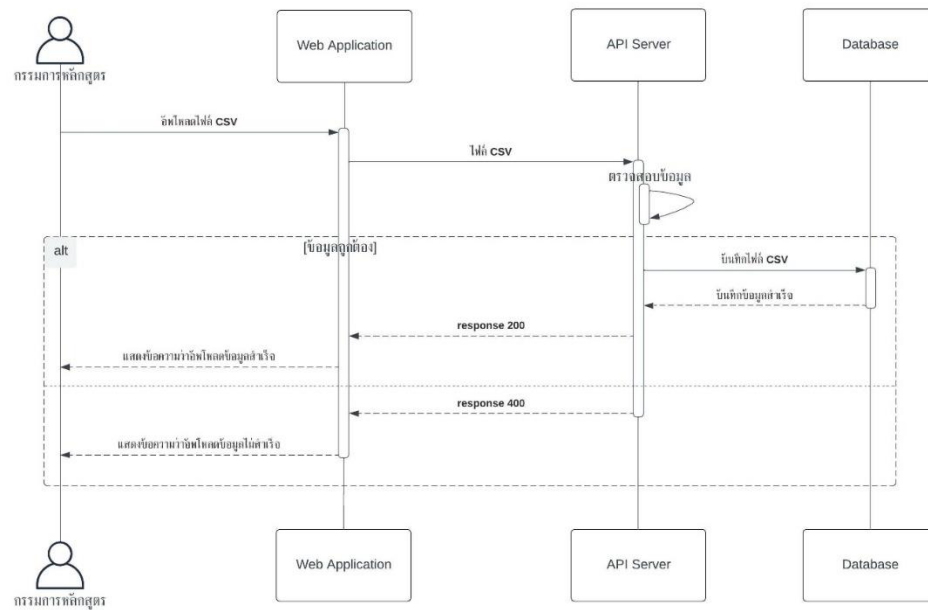 Web Application
API Server
Database
กรรมการหลักสูตร
อัพโหลดไฟล์ CSV
ไฟล์ CSV
ตรวจสอบข้อมูล
alt
[ข้อมูลถูกต้อง]
บันทึกไฟล์ CSV
บันทึกข้อมูลสำเร็จ
response 200
แสดงข้อความว่าอัพโหลดข้อมูลสำเร็จ
response 400
แสดงข้อความว่าอัพโหลดข้อมูลไม่สำเร็จ
Web Application
API Server
Database
กรรมการหลักสูตร